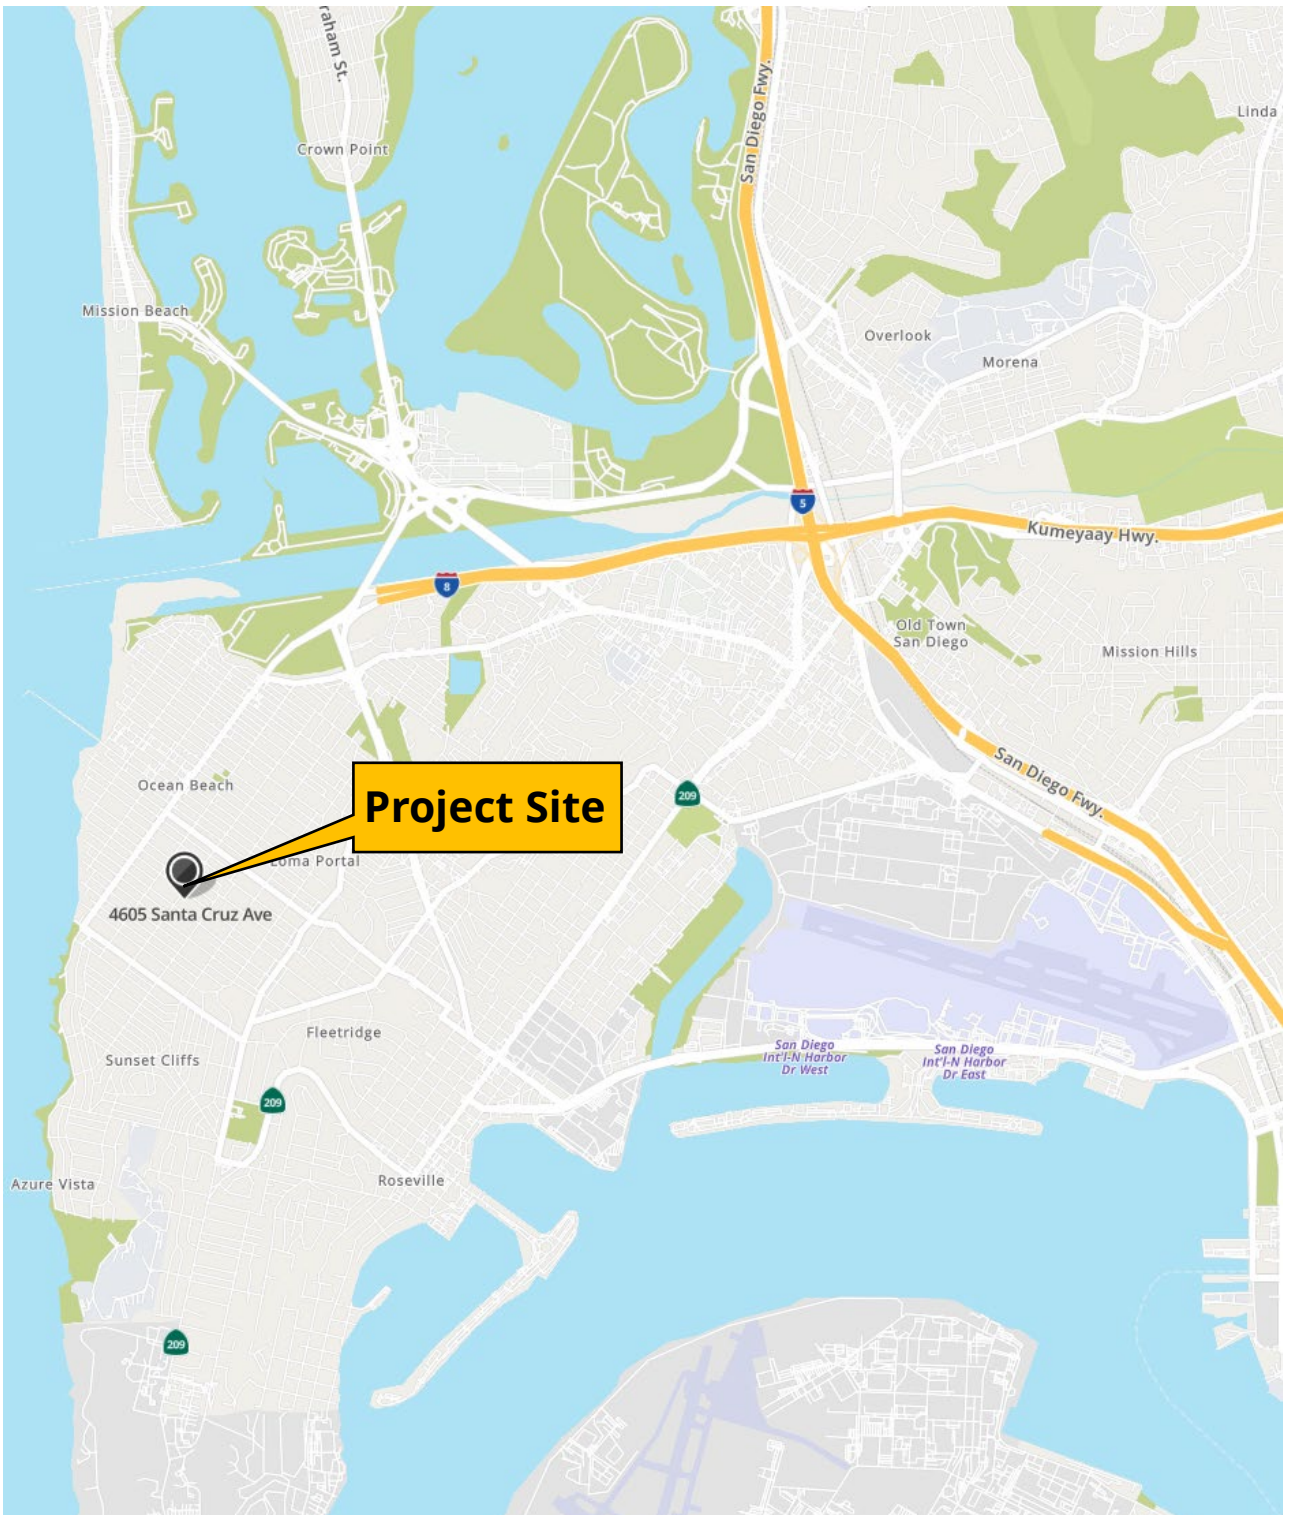 raham St.
San Diego Fwy.
Linda
Crown Point
Mission Beach
Overlook
Morena
5
Kumeyaay Hwy.
8
Old Town
San Diego
Mission Hills
Ocean Beach
San Diego Fwy.
Project Site
209
Loma Portal
4605 Santa Cruz Ave
Fleetridge
Sunset Cliffs
San Diego
Int'l-N Harbor
Dr West
San Diego
Int'l-N Harbor
Dr East
209
Azure Vista
Roseville
209